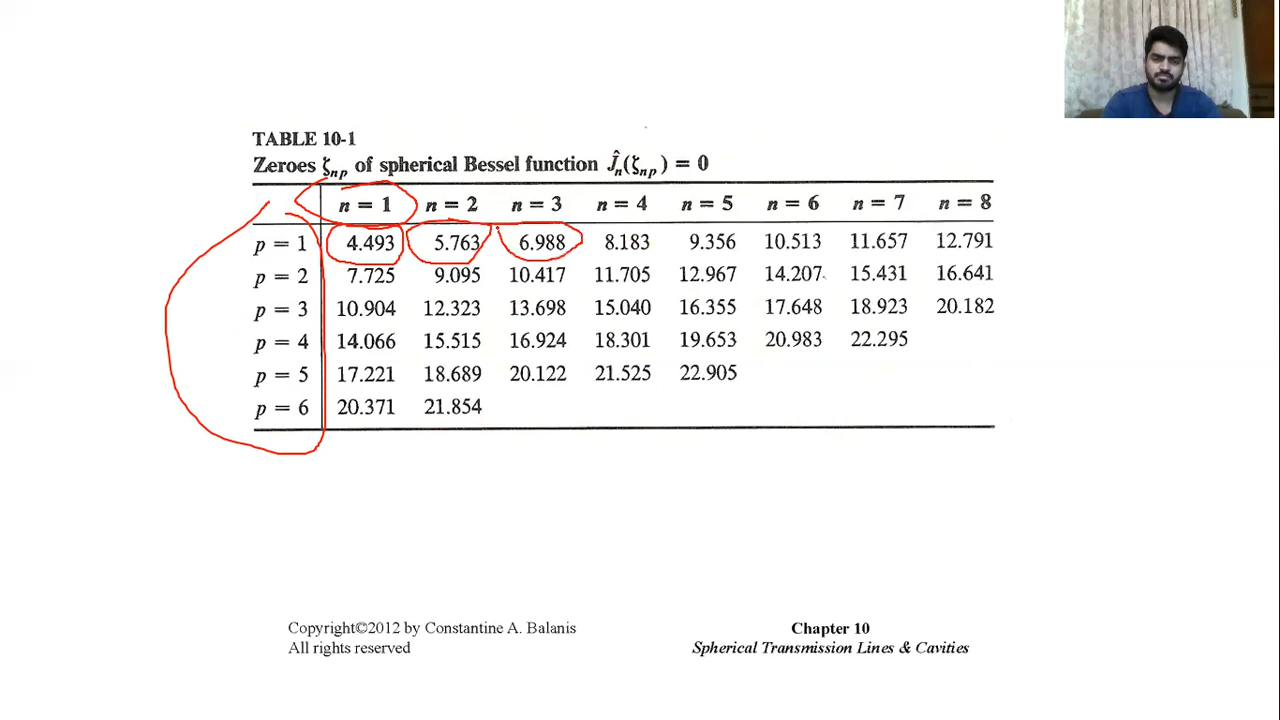 TABLE 10-1
Zeroes ζnp of spherical Bessel function Ĵn(ζnp) = 0
n = 1 n = 2 n = 3 n = 4 n = 5 n = 6 n = 7 n = 8
p = 1 4.493 5.763 6.988 8.183 9.356 10.513 11.657 12.791
p = 2 7.725 9.095 10.417 11.705 12.967 14.207 15.431 16.641
p = 3 10.904 12.323 13.698 15.040 16.355 17.648 18.923 20.182
p = 4 14.066 15.515 16.924 18.301 19.653 20.983 22.295
p = 5 17.221 18.689 20.122 21.525 22.905
p = 6 20.371 21.854
Copyright©2012 by Constantine A. Balanis
All rights reserved
Chapter 10
Spherical Transmission Lines & Cavities